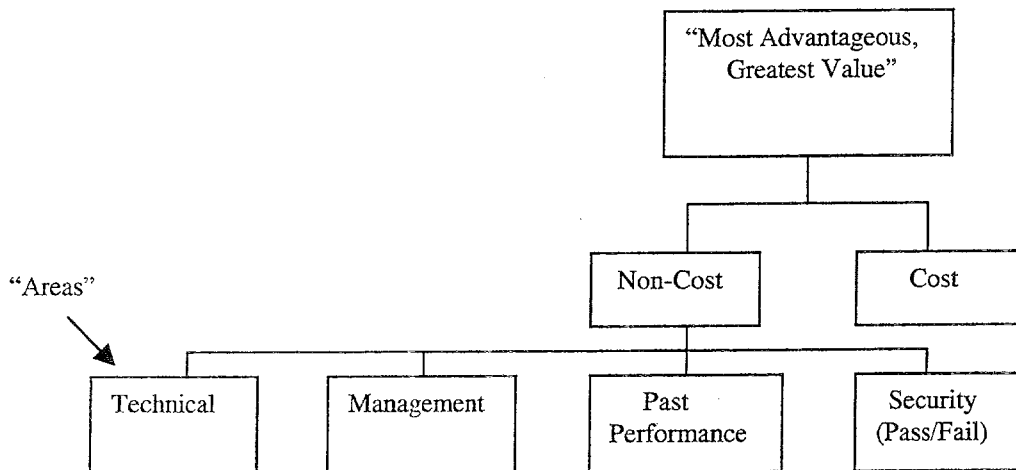 “Most Advantageous,
Greatest Value”
Non-Cost
Cost
“Areas”
Technical
Management
Past
Performance
Security
(Pass/Fail)